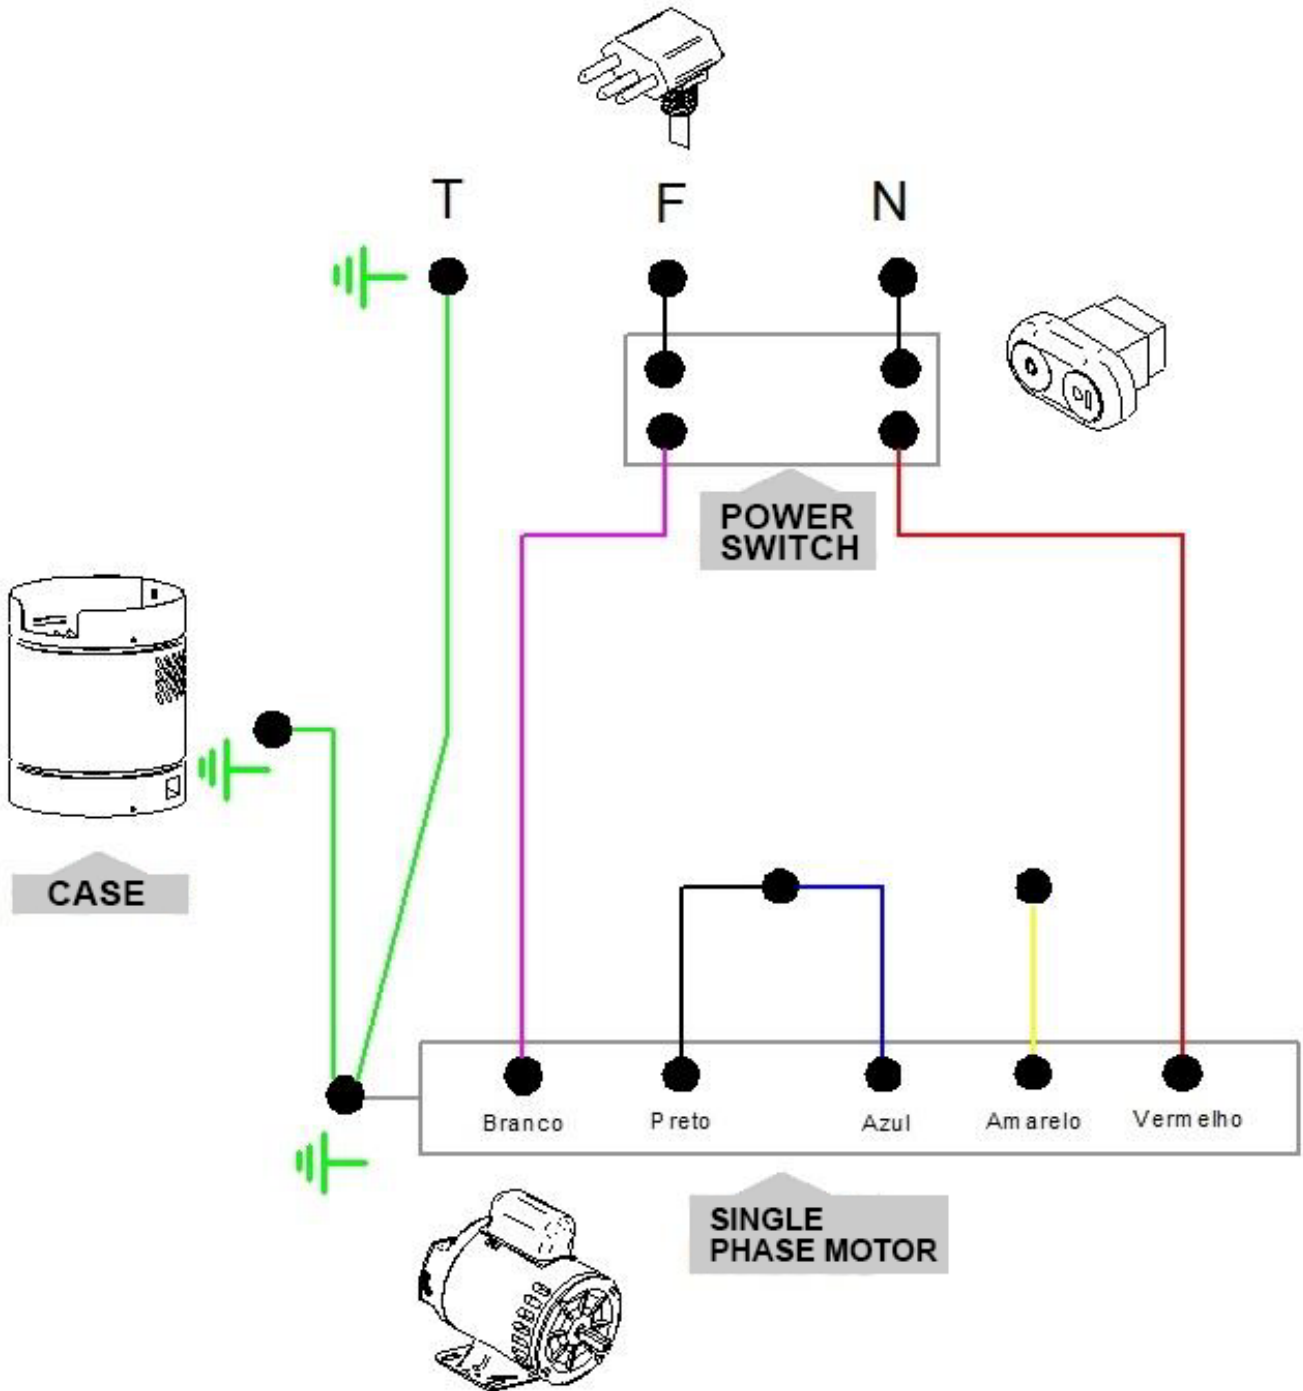 T
F
N
POWER
SWITCH
CASE
Branco
Preto
Azul
Amarelo
Vermelho
SINGLE
PHASE MOTOR